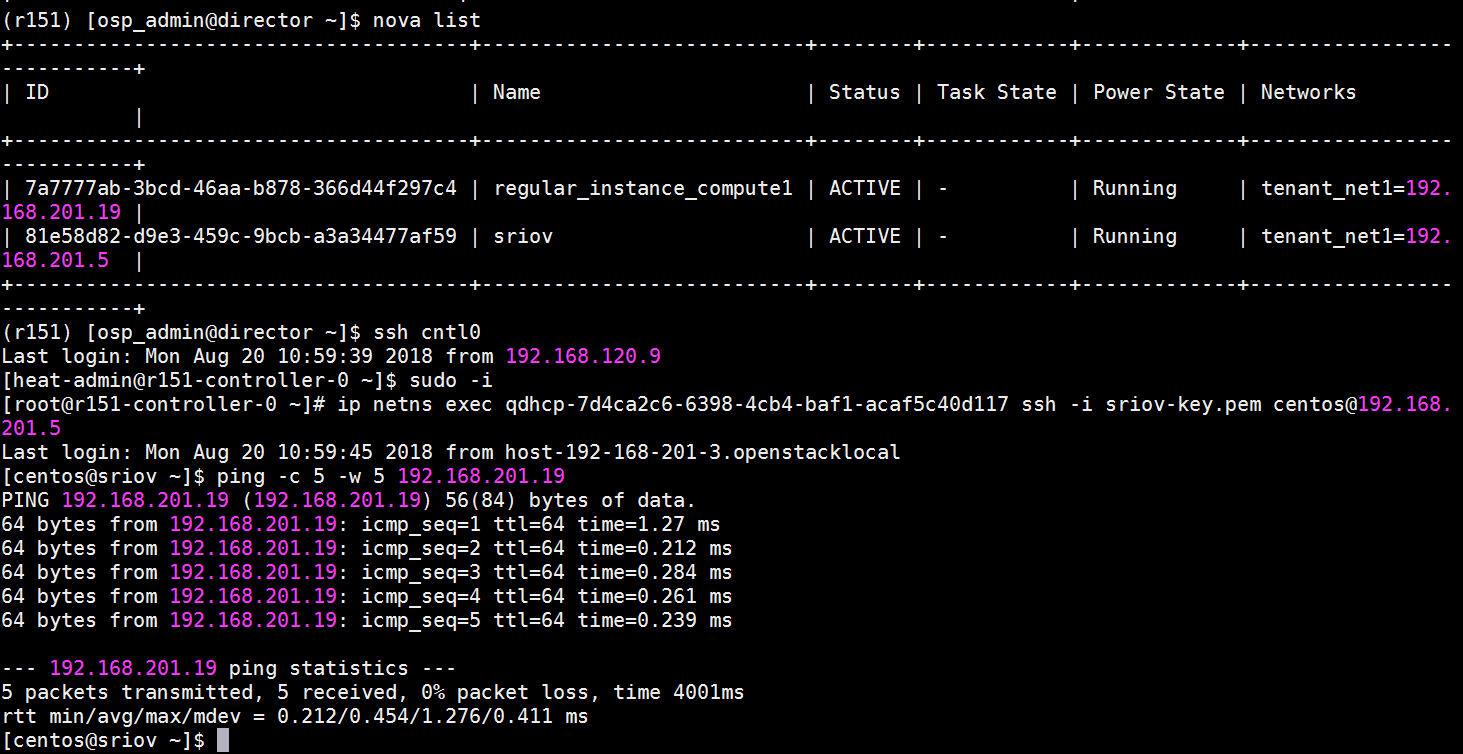 (r151) [osp_admin@director ~]$ nova list
+--------------------------------------+---------------------------+--------+------------+-------------+-----------------
-----------+
| ID                                   | Name                      | Status | Task State | Power State | Networks
           |
+--------------------------------------+---------------------------+--------+------------+-------------+-----------------
-----------+
| 7a7777ab-3bcd-46aa-b878-366d44f297c4 | regular_instance_compute1 | ACTIVE | -          | Running     | tenant_net1=192.
168.201.19 |
| 81e58d82-d9e3-459c-9bcb-a3a34477af59 | sriov                     | ACTIVE | -          | Running     | tenant_net1=192.
168.201.5  |
+--------------------------------------+---------------------------+--------+------------+-------------+-----------------
-----------+
(r151) [osp_admin@director ~]$ ssh cntl0
Last login: Mon Aug 20 10:59:39 2018 from 192.168.120.9
[heat-admin@r151-controller-0 ~]$ sudo -i
[root@r151-controller-0 ~]# ip netns exec qdhcp-7d4ca2c6-6398-4cb4-baf1-acaf5c40d117 ssh -i sriov-key.pem centos@192.168.
201.5
Last login: Mon Aug 20 10:59:45 2018 from host-192-168-201-3.openstacklocal
[centos@sriov ~]$ ping -c 5 -w 5 192.168.201.19
PING 192.168.201.19 (192.168.201.19) 56(84) bytes of data.
64 bytes from 192.168.201.19: icmp_seq=1 ttl=64 time=1.27 ms
64 bytes from 192.168.201.19: icmp_seq=2 ttl=64 time=0.212 ms
64 bytes from 192.168.201.19: icmp_seq=3 ttl=64 time=0.284 ms
64 bytes from 192.168.201.19: icmp_seq=4 ttl=64 time=0.261 ms
64 bytes from 192.168.201.19: icmp_seq=5 ttl=64 time=0.239 ms

--- 192.168.201.19 ping statistics ---
5 packets transmitted, 5 received, 0% packet loss, time 4001ms
rtt min/avg/max/mdev = 0.212/0.454/1.276/0.411 ms
[centos@sriov ~]$